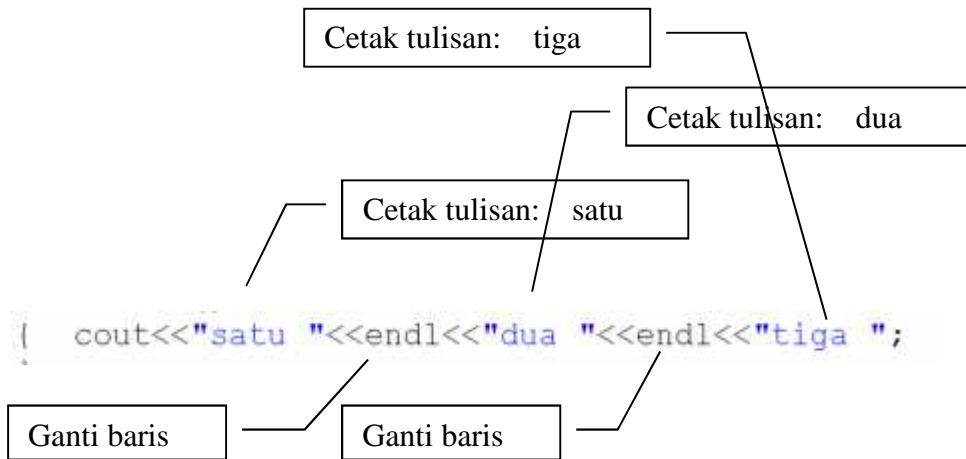 Cetak tulisan: tiga
Cetak tulisan: dua
Cetak tulisan: satu
{ cout<<"satu "<<endl<<"dua "<<endl<<"tiga ";
Ganti baris
Ganti baris